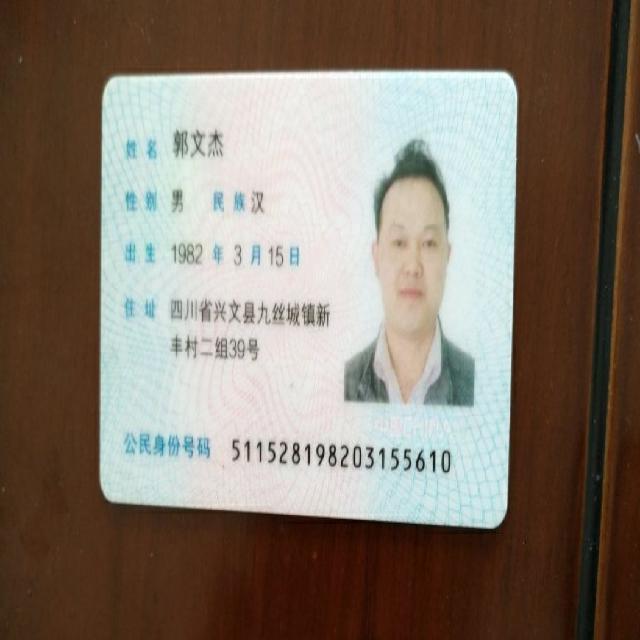 姓名 郭文杰
性别 男 民族 汉
出生 1982 年 3 月 15 日
住址 四川省兴文县九丝城镇新
丰村二组39号
公民身份号码 511528198203155610